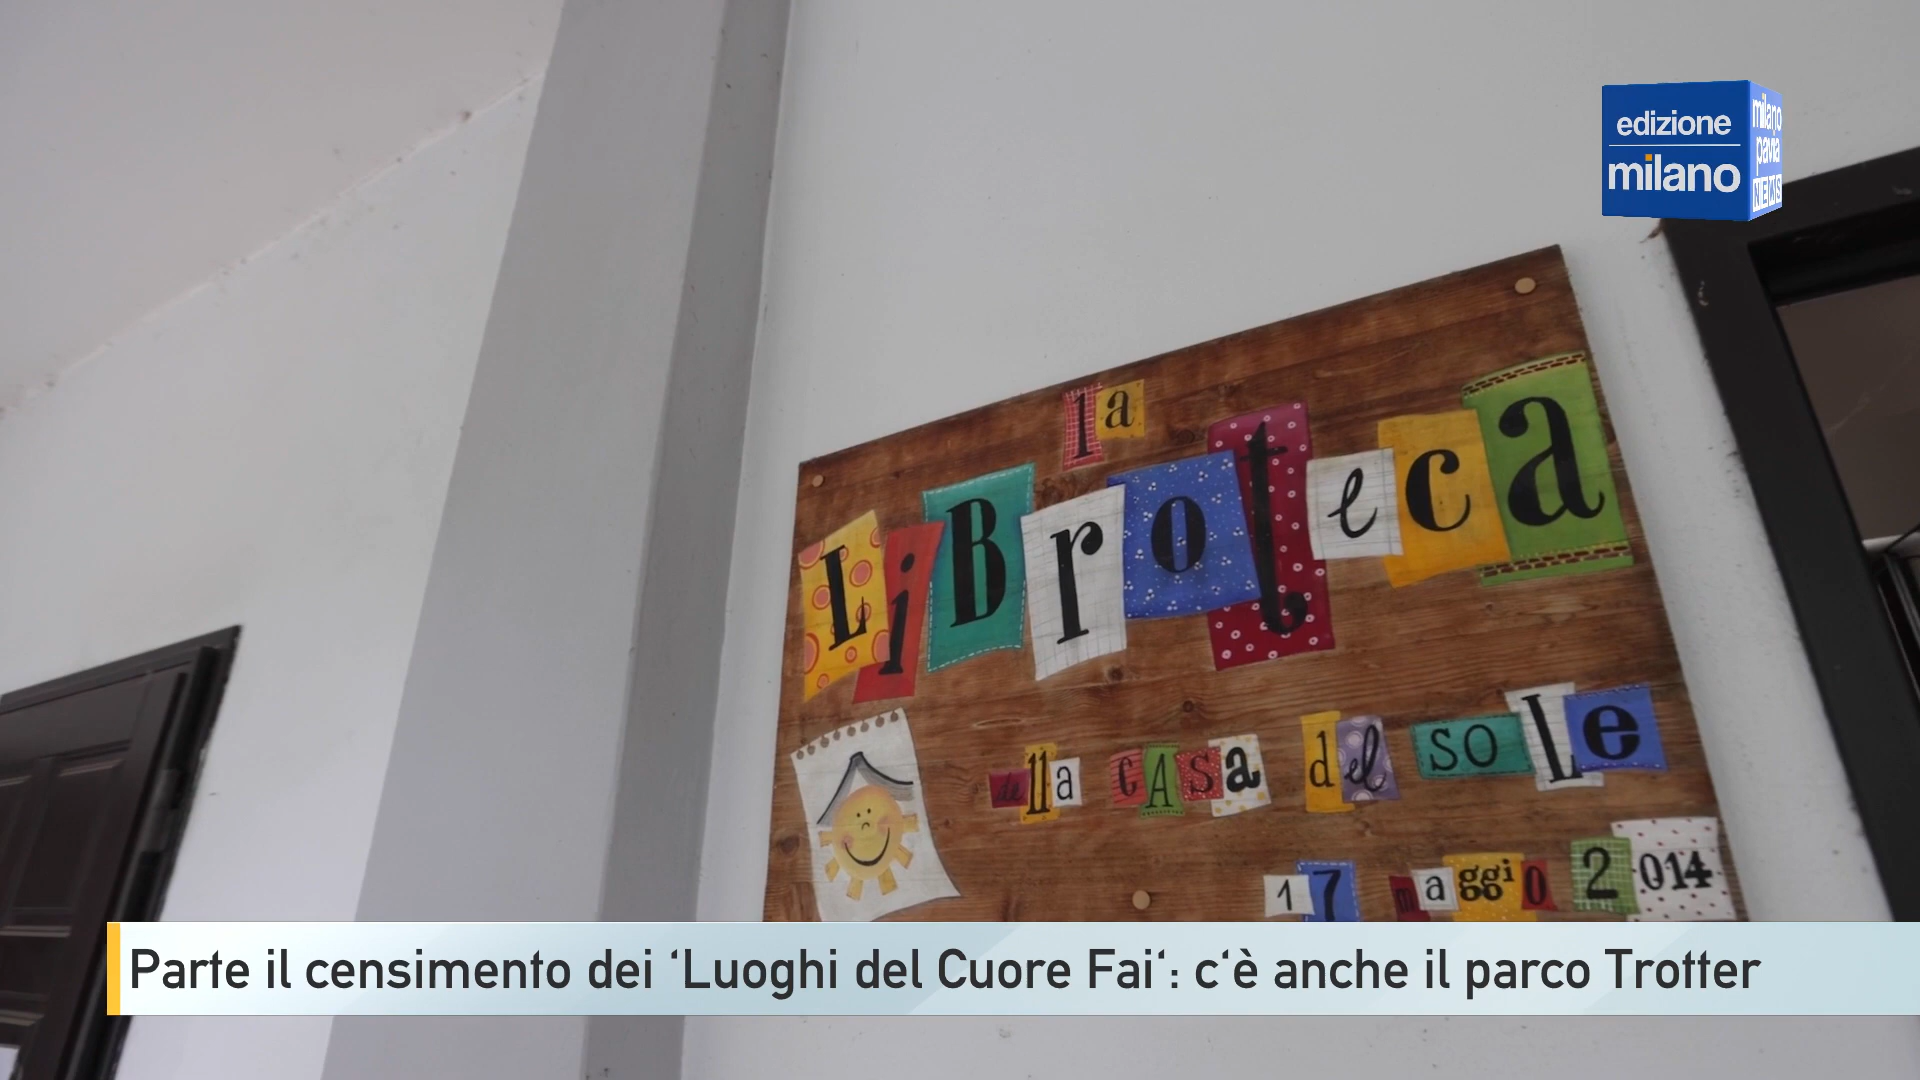 edizione
milano
milano
pavia
NEWS
la
LiBroteca
della CASa del SOLe
17 maggio 2014
Parte il censimento dei ‘Luoghi del Cuore Fai‘: c‘è anche il parco Trotter